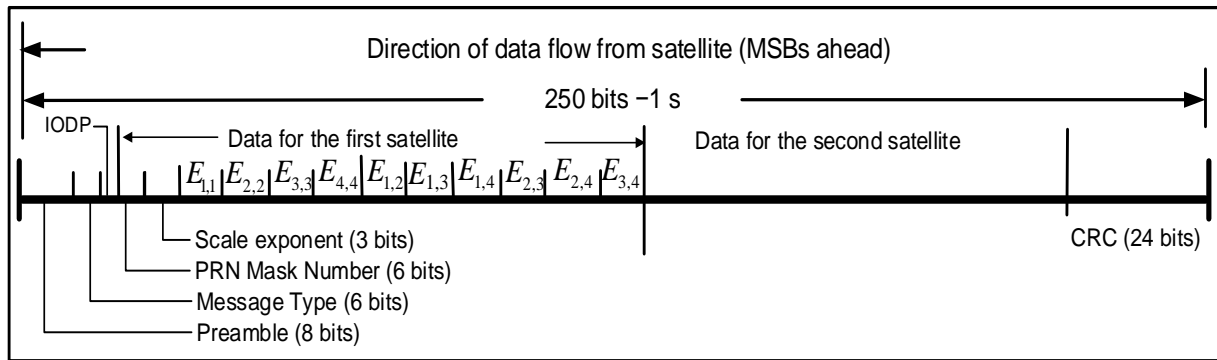 Direction of data flow from satellite (MSBs ahead)
250 bits −1 s
IODP
Data for the first satellite
Data for the second satellite
E1,1 E2,2 E3,3 E4,4 E1,2 E1,3 E1,4 E2,3 E2,4 E3,4
Scale exponent (3 bits)
CRC (24 bits)
PRN Mask Number (6 bits)
Message Type (6 bits)
Preamble (8 bits)